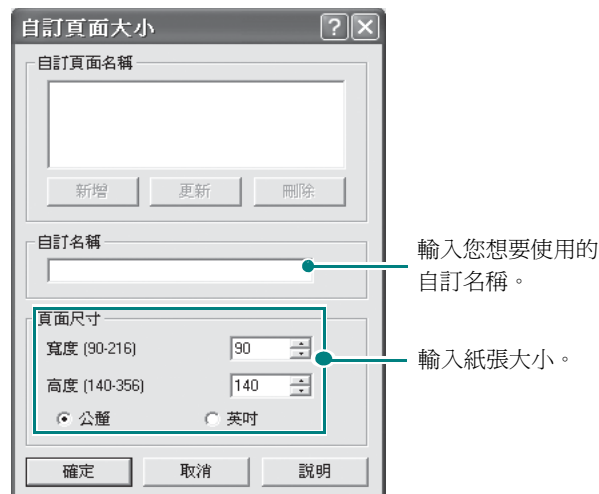 自訂頁面大小
自訂頁面名稱
新增 更新 刪除
自訂名稱
輸入您想要使用的
自訂名稱。
頁面尺寸
寬度 (90-216) 90
高度 (140-356) 140
公釐 英吋
輸入紙張大小。
確定 取消 說明